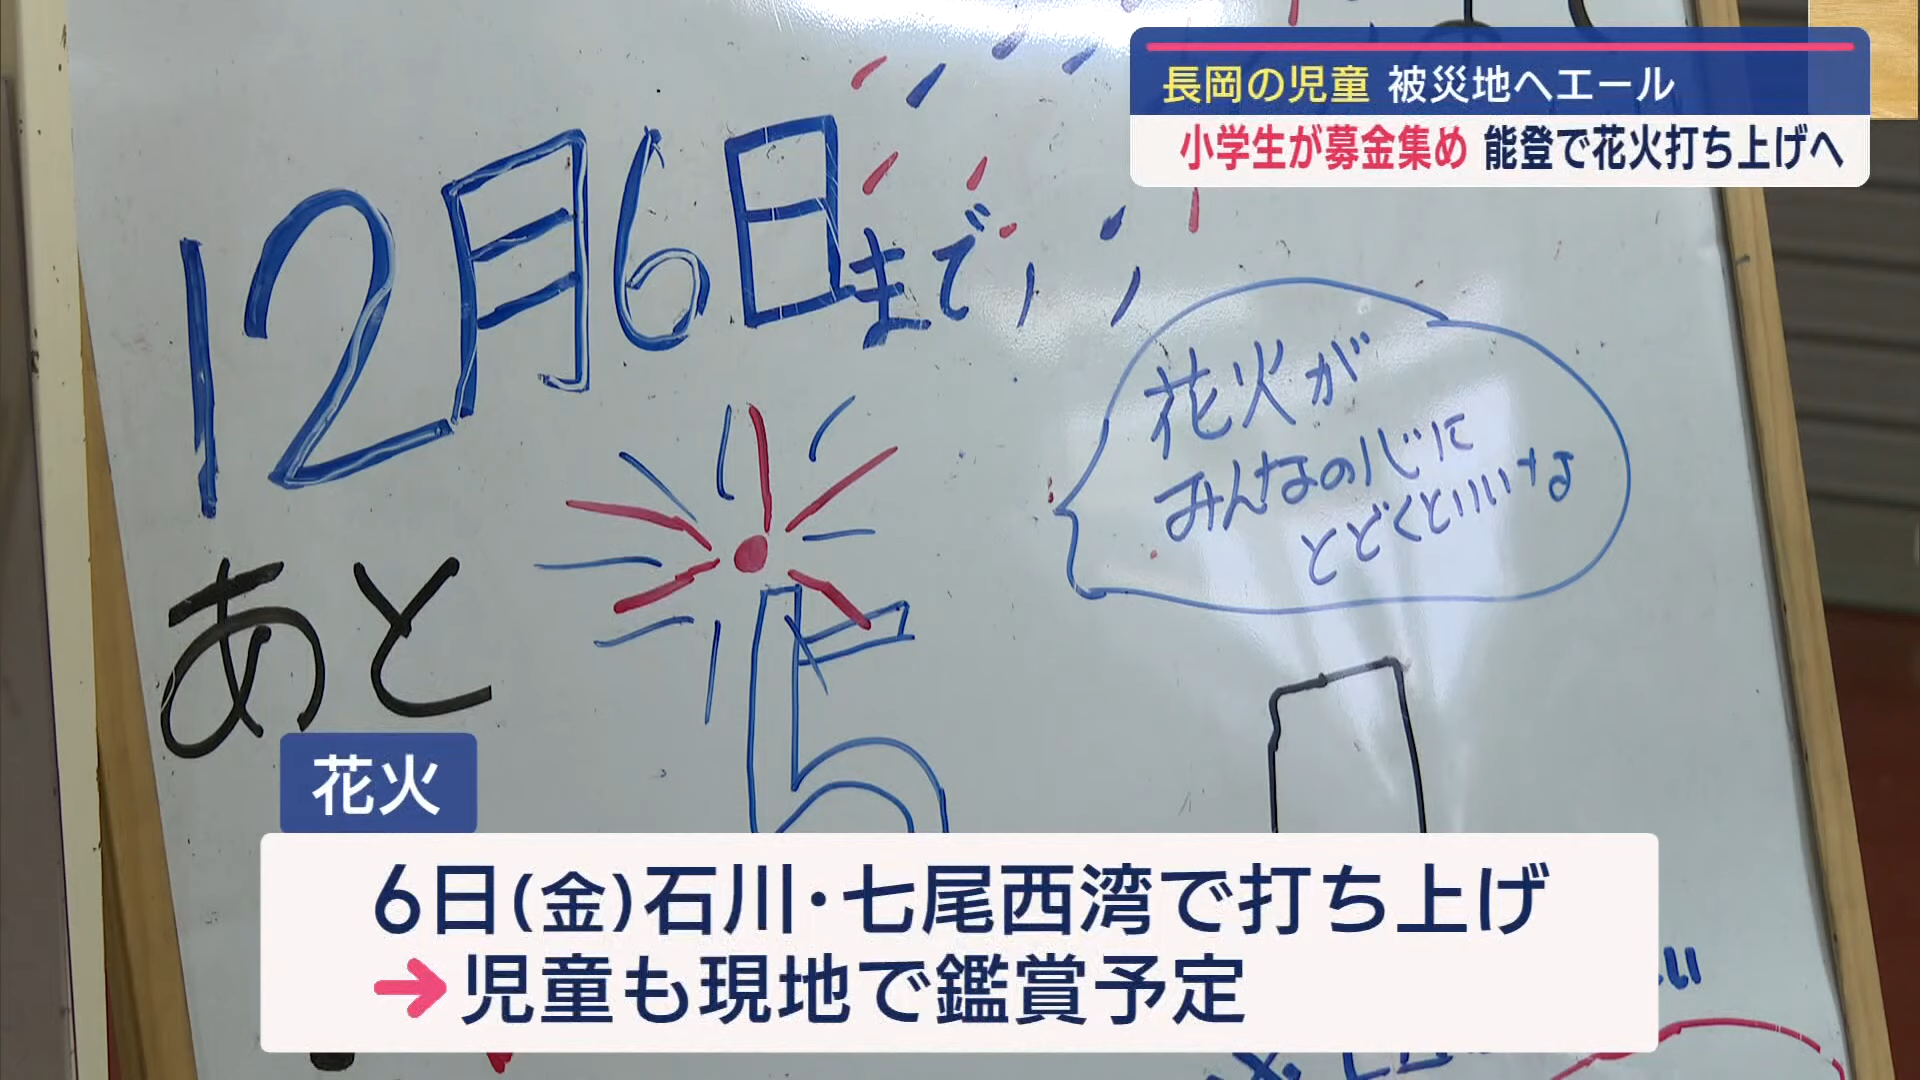 長岡の児童 被災地へエール
小学生が募金集め 能登で花火打ち上げへ
12月6日まで
あと
5
花火が
みんなの心に
とどくといいな
花火
6日(金)石川・七尾西湾で打ち上げ
➔児童も現地で鑑賞予定